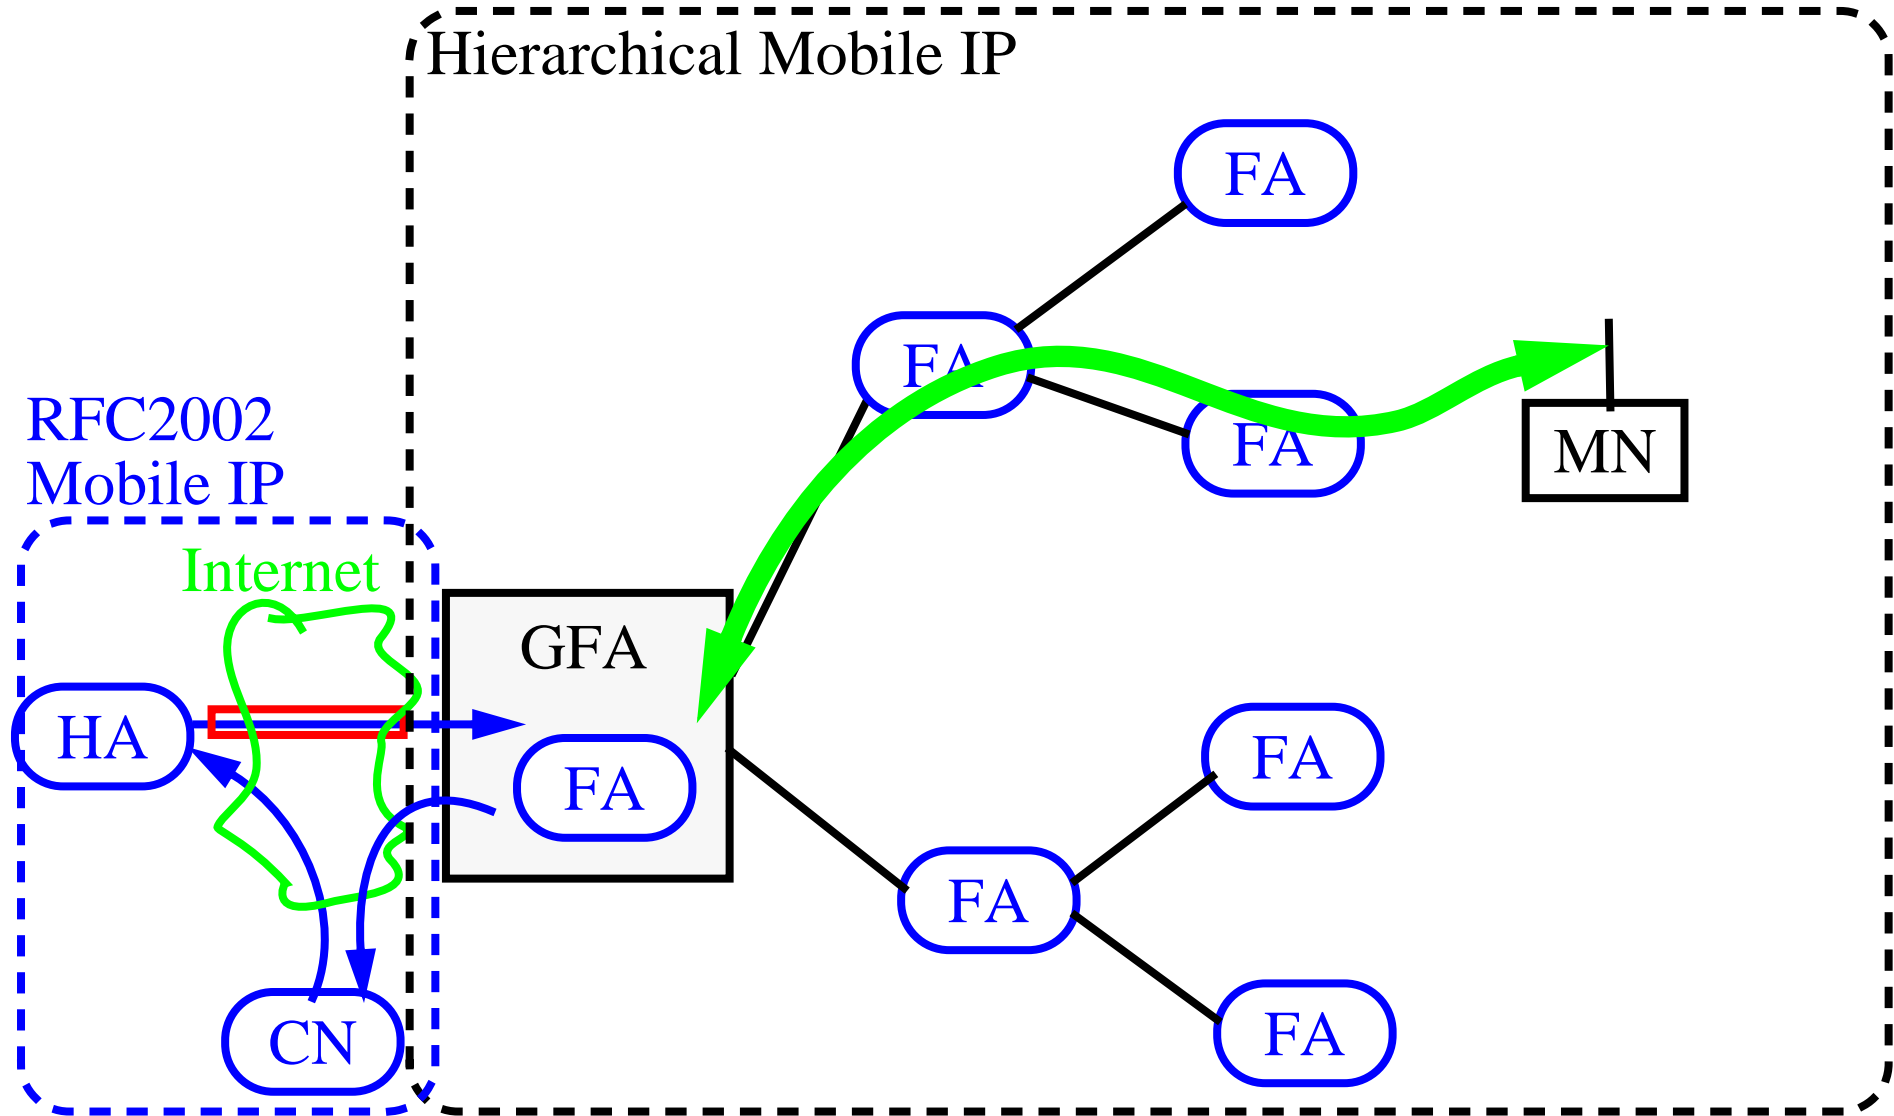 Hierarchical Mobile IP
FA
FA
FA
MN
RFC2002
Mobile IP
Internet
GFA
HA
FA
FA
FA
CN
FA